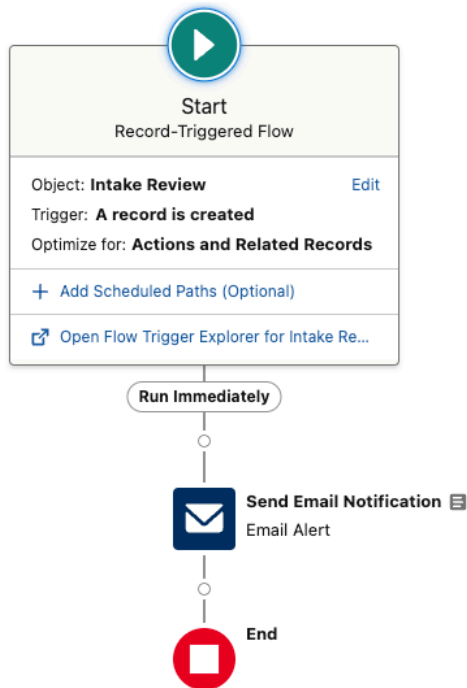 Start
Record-Triggered Flow
Object: Intake Review Edit
Trigger: A record is created
Optimize for: Actions and Related Records
+ Add Scheduled Paths (Optional)
Open Flow Trigger Explorer for Intake Re...
Run Immediately
Send Email Notification
Email Alert
End